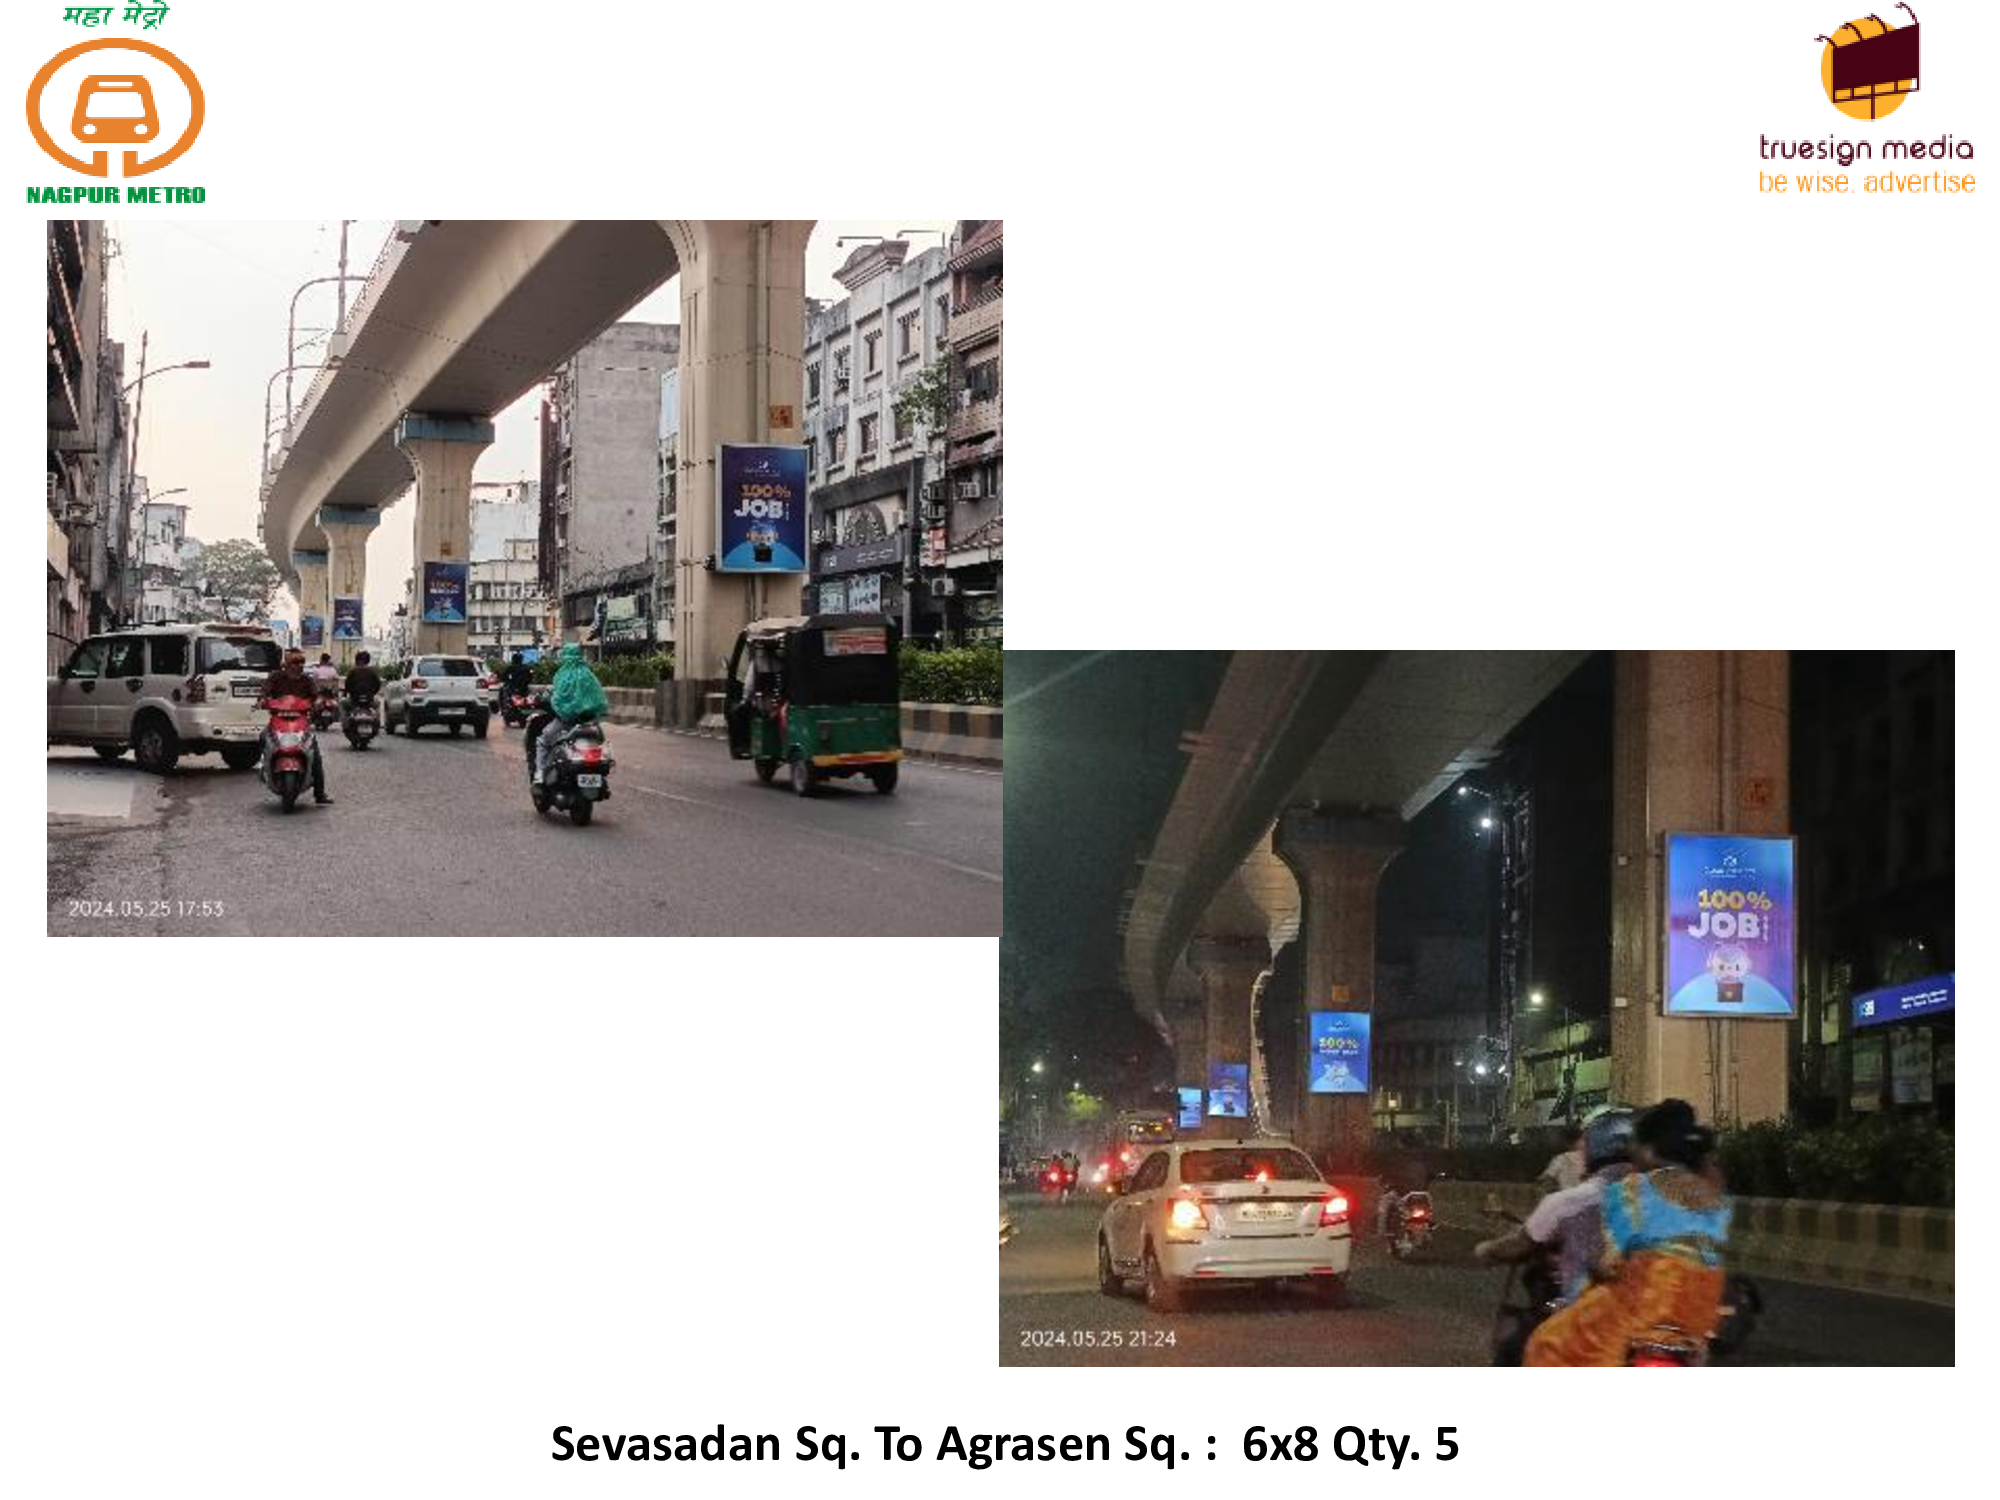 महा मेट्रो
NAGPUR METRO
truesign media
be wise. advertise
100%
JOB
2024.05.25 17:53
100%
JOB
100%
2024.05.25 21:24
Sevasadan Sq. To Agrasen Sq. : 6x8 Qty. 5